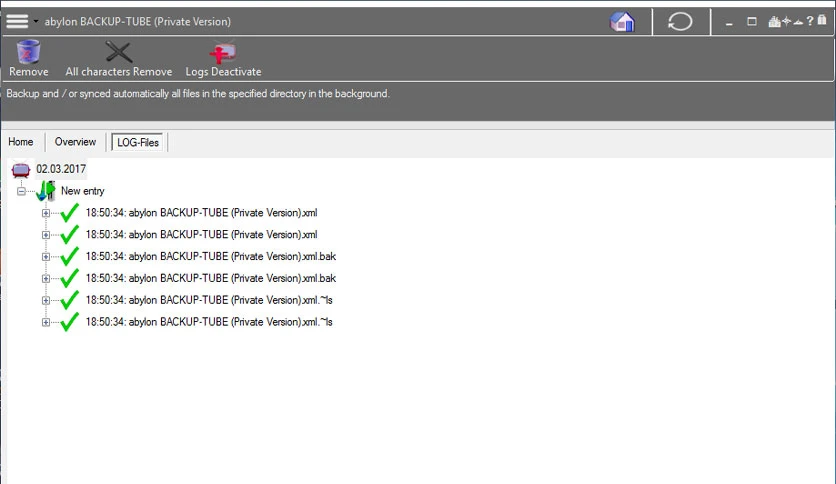 abylon BACKUP-TUBE (Private Version)
?
Remove All characters Remove Logs Deactivate
Backup and / or synced automatically all files in the specified directory in the background.
Home Overview LOG-Files
02.03.2017
New entry
18:50:34: abylon BACKUP-TUBE (Private Version).xml
18:50:34: abylon BACKUP-TUBE (Private Version).xml
18:50:34: abylon BACKUP-TUBE (Private Version).xml.bak
18:50:34: abylon BACKUP-TUBE (Private Version).xml.bak
18:50:34: abylon BACKUP-TUBE (Private Version).xml.~ls
18:50:34: abylon BACKUP-TUBE (Private Version).xml.~ls